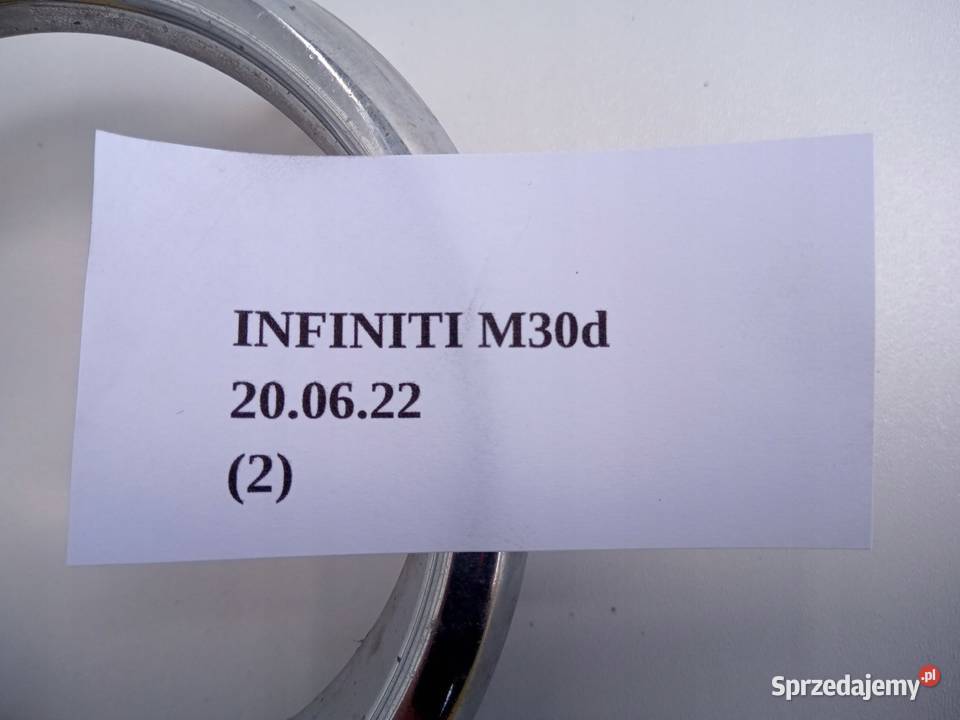 INFINITI M30d
20.06.22
(2)
Sprzedajemy.pl